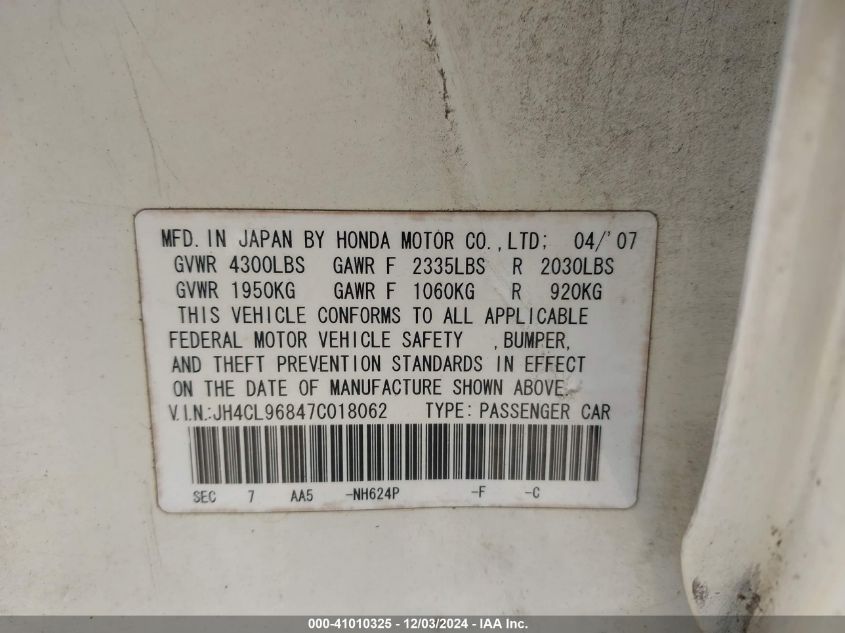 MFD. IN JAPAN BY HONDA MOTOR CO.,LTD; 04/'07
GVWR 4300LBS GAWR F 2335LBS R 2030LBS
GVWR 1950KG GAWR F 1060KG R 920KG
THIS VEHICLE CONFORMS TO ALL APPLICABLE
FEDERAL MOTOR VEHICLE SAFETY ,BUMPER,
AND THEFT PREVENTION STANDARDS IN EFFECT
ON THE DATE OF MANUFACTURE SHOWN ABOVE.
V.I.N.:JH4CL96847C018062 TYPE: PASSENGER CAR
SEC 7 AA5 -NH624P -F -C
000-41010325 - 12/03/2024 - IAA Inc.